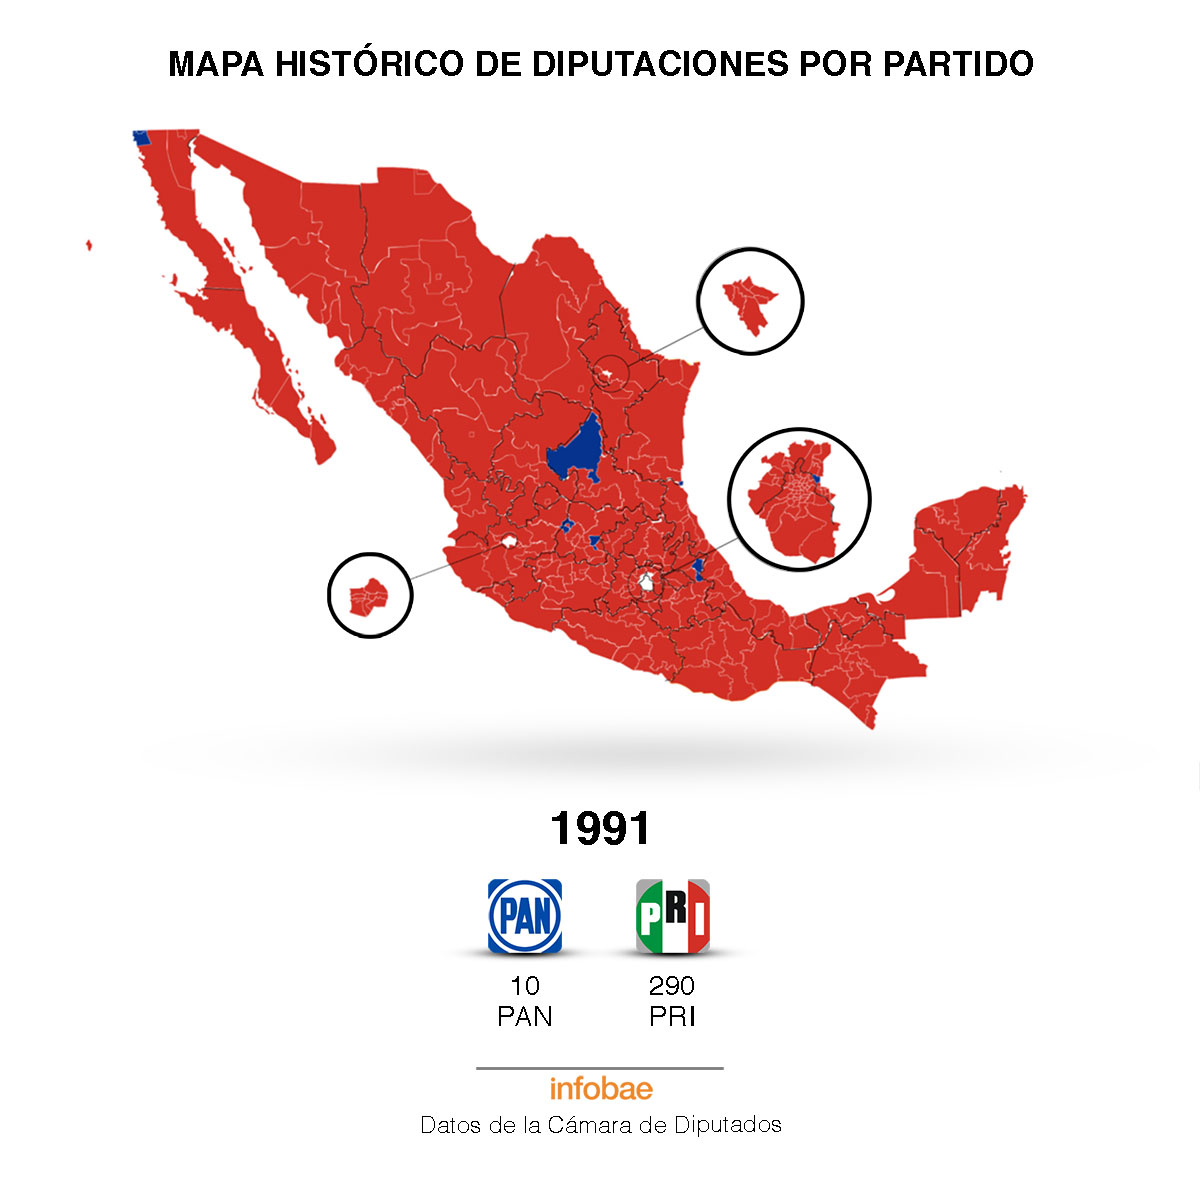 MAPA HISTÓRICO DE DIPUTACIONES POR PARTIDO
1991
PAN
PRI
10
PAN
290
PRI
infobae
Datos de la Cámara de Diputados